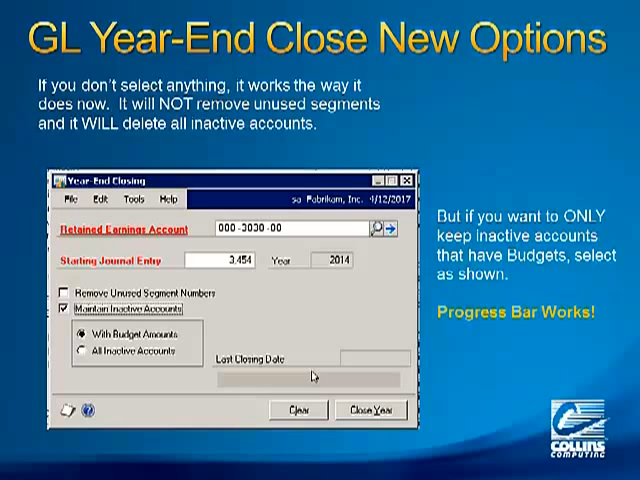 GL Year-End Close New Options
If you don't select anything, it works the way it
does now.  It will NOT remove unused segments
and it WILL delete all inactive accounts.
Year-End Closing
File Edit Tools Help sa Fabrikam, Inc. 4/12/2017
Retained Earnings Account 000-3030-00
Starting Journal Entry 3,454 Year 2014
Remove Unused Segment Numbers
Maintain Inactive Accounts
With Budget Amounts
All Inactive Accounts
Last Closing Date
Clear Close Year
But if you want to ONLY
keep inactive accounts
that have Budgets, select
as shown.
Progress Bar Works!
COLLINS
COMPUTING